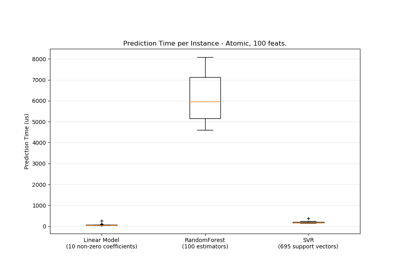 Prediction Time per Instance - Atomic, 100 feats.
Prediction Time (us)
8000
7000
6000
5000
4000
3000
2000
1000
0
Linear Model
(10 non-zero coefficients)
RandomForest
(100 estimators)
SVR
(695 support vectors)